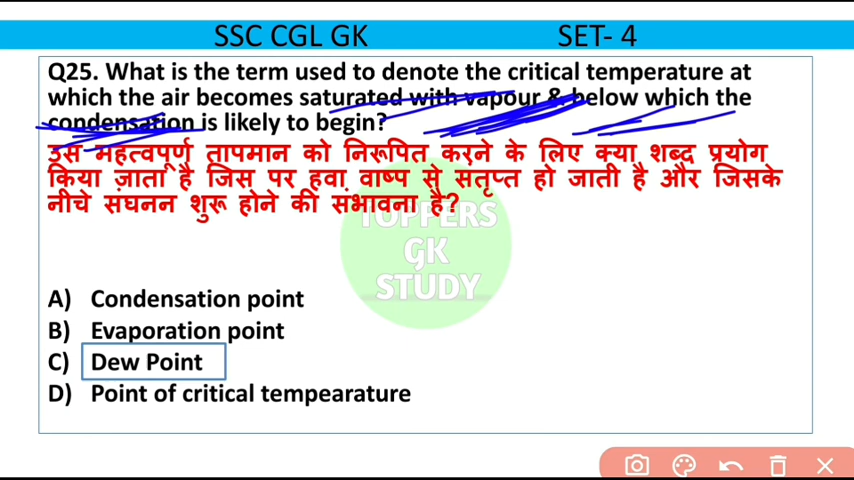 SSC CGL GK SET- 4
Q25. What is the term used to denote the critical temperature at
which the air becomes saturated with vapour & below which the
condensation is likely to begin?
उस महत्वपूर्ण तापमान को निरूपित करने के लिए क्या शब्द प्रयोग
किया जाता है जिस पर हवा वाष्प से सतृप्त हो जाती है और जिसके
नीचे संघनन शुरू होने की संभावना है?
TOPPERS
GK
STUDY
A) Condensation point
B) Evaporation point
C) Dew Point
D) Point of critical tempearature